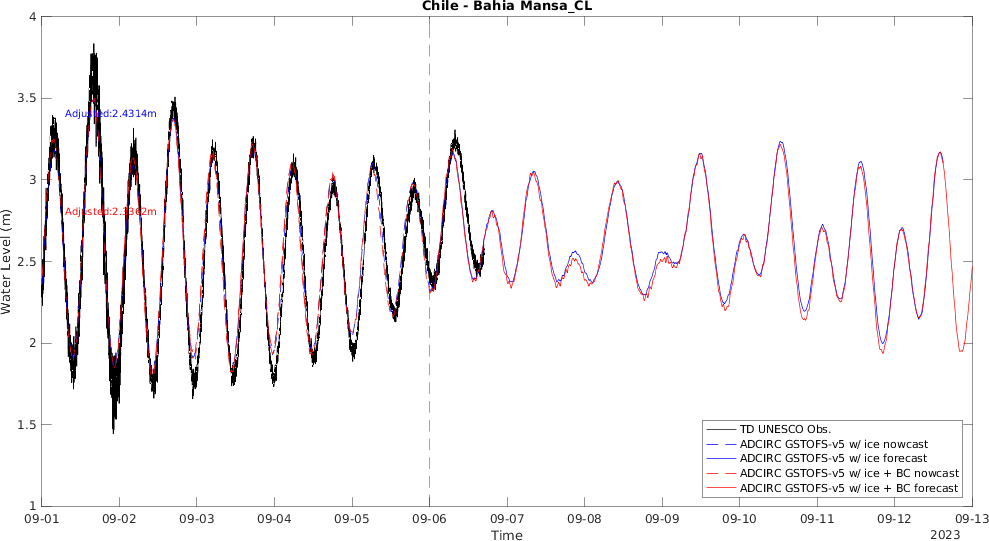 Chile - Bahia Mansa_CL
4
3.5
3
2.5
2
1.5
1
Water Level (m)
Adjusted:2.4314m
Adjusted:2.1362m
TD UNESCO Obs.
ADCIRC GSTOFS-v5 w/ ice nowcast
ADCIRC GSTOFS-v5 w/ ice forecast
ADCIRC GSTOFS-v5 w/ ice + BC nowcast
ADCIRC GSTOFS-v5 w/ ice + BC forecast
09-01 09-02 09-03 09-04 09-05 09-06 09-07 09-08 09-09 09-10 09-11 09-12 09-13
Time
2023